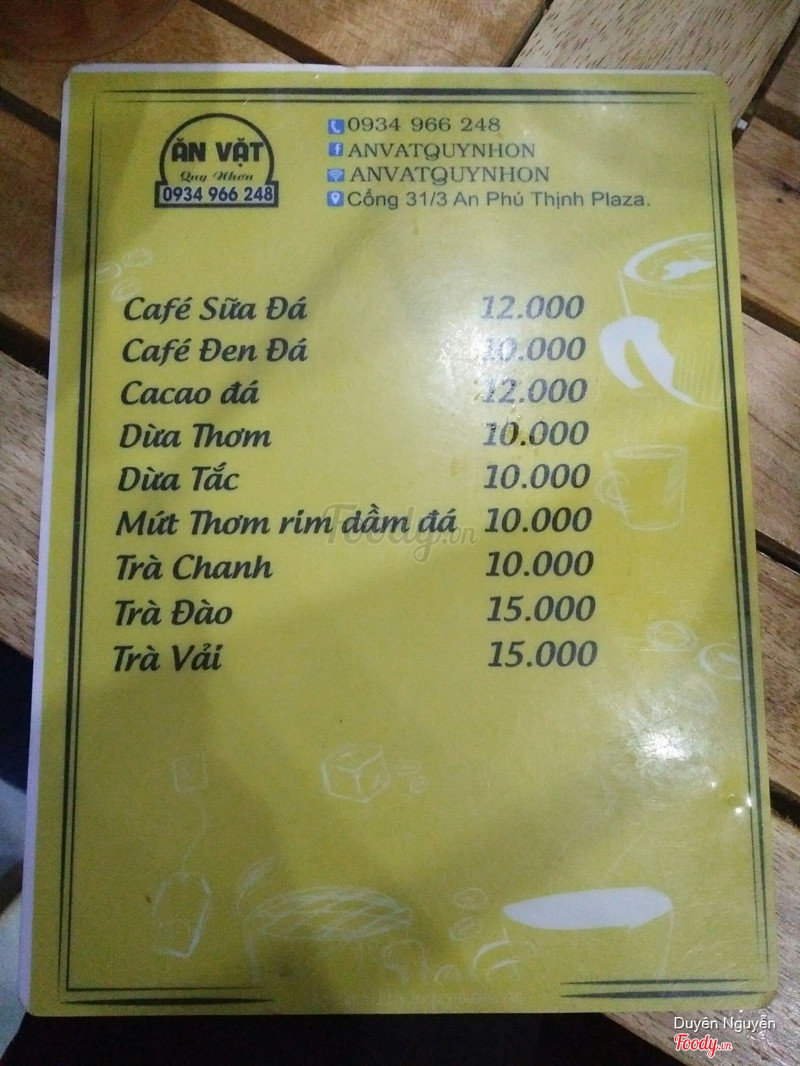 ĂN VẶT
Quy Nhơn
0934 966 248
0934 966 248
ANVATQUYNHON
ANVATQUYNHON
Cổng 31/3 An Phú Thịnh Plaza.
Café Sữa Đá 12.000
Café Đen Đá 10.000
Cacao đá 12.000
Dừa Thơm 10.000
Dừa Tắc 10.000
Mứt Thơm rim dầm đá 10.000
Trà Chanh 10.000
Trà Đào 15.000
Trà Vải 15.000
Foody.vn
Duyên Nguyễn
Foody.vn